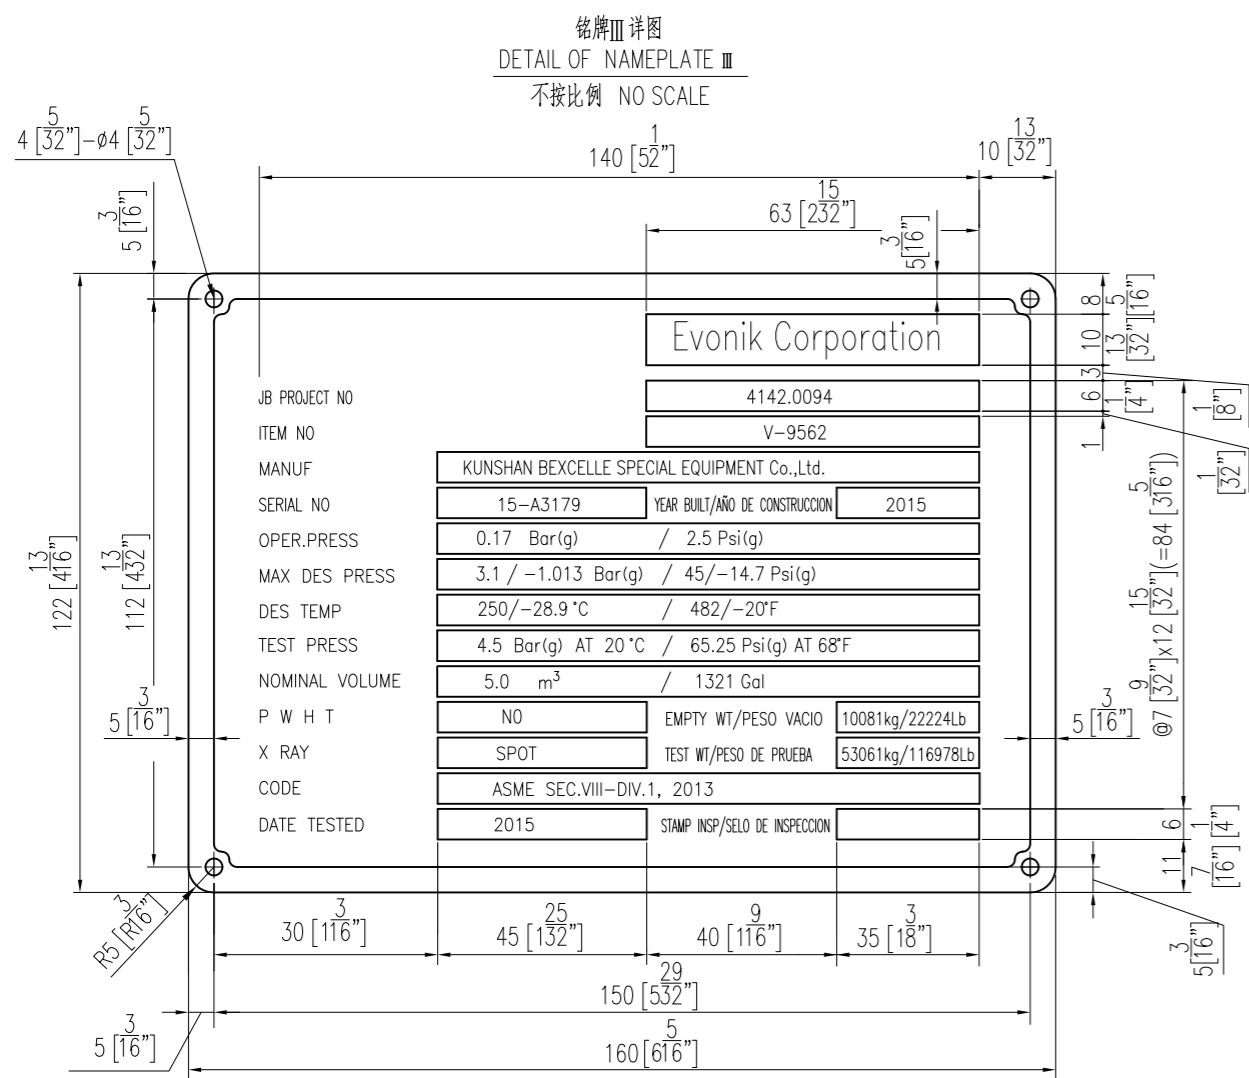 铭牌Ⅲ详图
DETAIL OF NAMEPLATE Ⅲ
不按比例 NO SCALE
4 [5/32"]-ø4 [5/32"]
140 [5 1/2"]
10 [13/32"]
63 [2 15/32"]
5 [3/16"]
5[3/16"]
8 [5/16"]
10 [13/32"]
3 [1/8"]
6 [1/4"]
1 [1/32"]
Evonik Corporation
JB PROJECT NO 4142.0094
ITEM NO V-9562
MANUF KUNSHAN BEXCELLE SPECIAL EQUIPMENT Co.,Ltd.
SERIAL NO 15-A3179 YEAR BUILT/AÑO DE CONSTRUCCION 2015
OPER.PRESS 0.17 Bar(g) / 2.5 Psi(g)
MAX DES PRESS 3.1 / -1.013 Bar(g) / 45/-14.7 Psi(g)
DES TEMP 250/-28.9°C / 482/-20°F
TEST PRESS 4.5 Bar(g) AT 20°C / 65.25 Psi(g) AT 68°F
NOMINAL VOLUME 5.0 m³ / 1321 Gal
P W H T NO EMPTY WT/PESO VACIO 10081kg/22224Lb
X RAY SPOT TEST WT/PESO DE PRUEBA 53061kg/116978Lb
CODE ASME SEC.VIII-DIV.1, 2013
DATE TESTED 2015 STAMP INSP/SELO DE INSPECCION
122 [4 13/16"]
112 [4 13/32"]
5 [3/16"]
5 [3/16"]
@7 [9/32"]x12 [15/32"](=84 [3 5/16"])
6 [1/4"]
11 [7/16"]
5[3/16"]
R5 [R3/16"]
30 [1 3/16"]
45 [1 25/32"]
40 [1 9/16"]
35 [1 3/8"]
150 [5 29/32"]
5 [3/16"]
160 [6 5/16"]